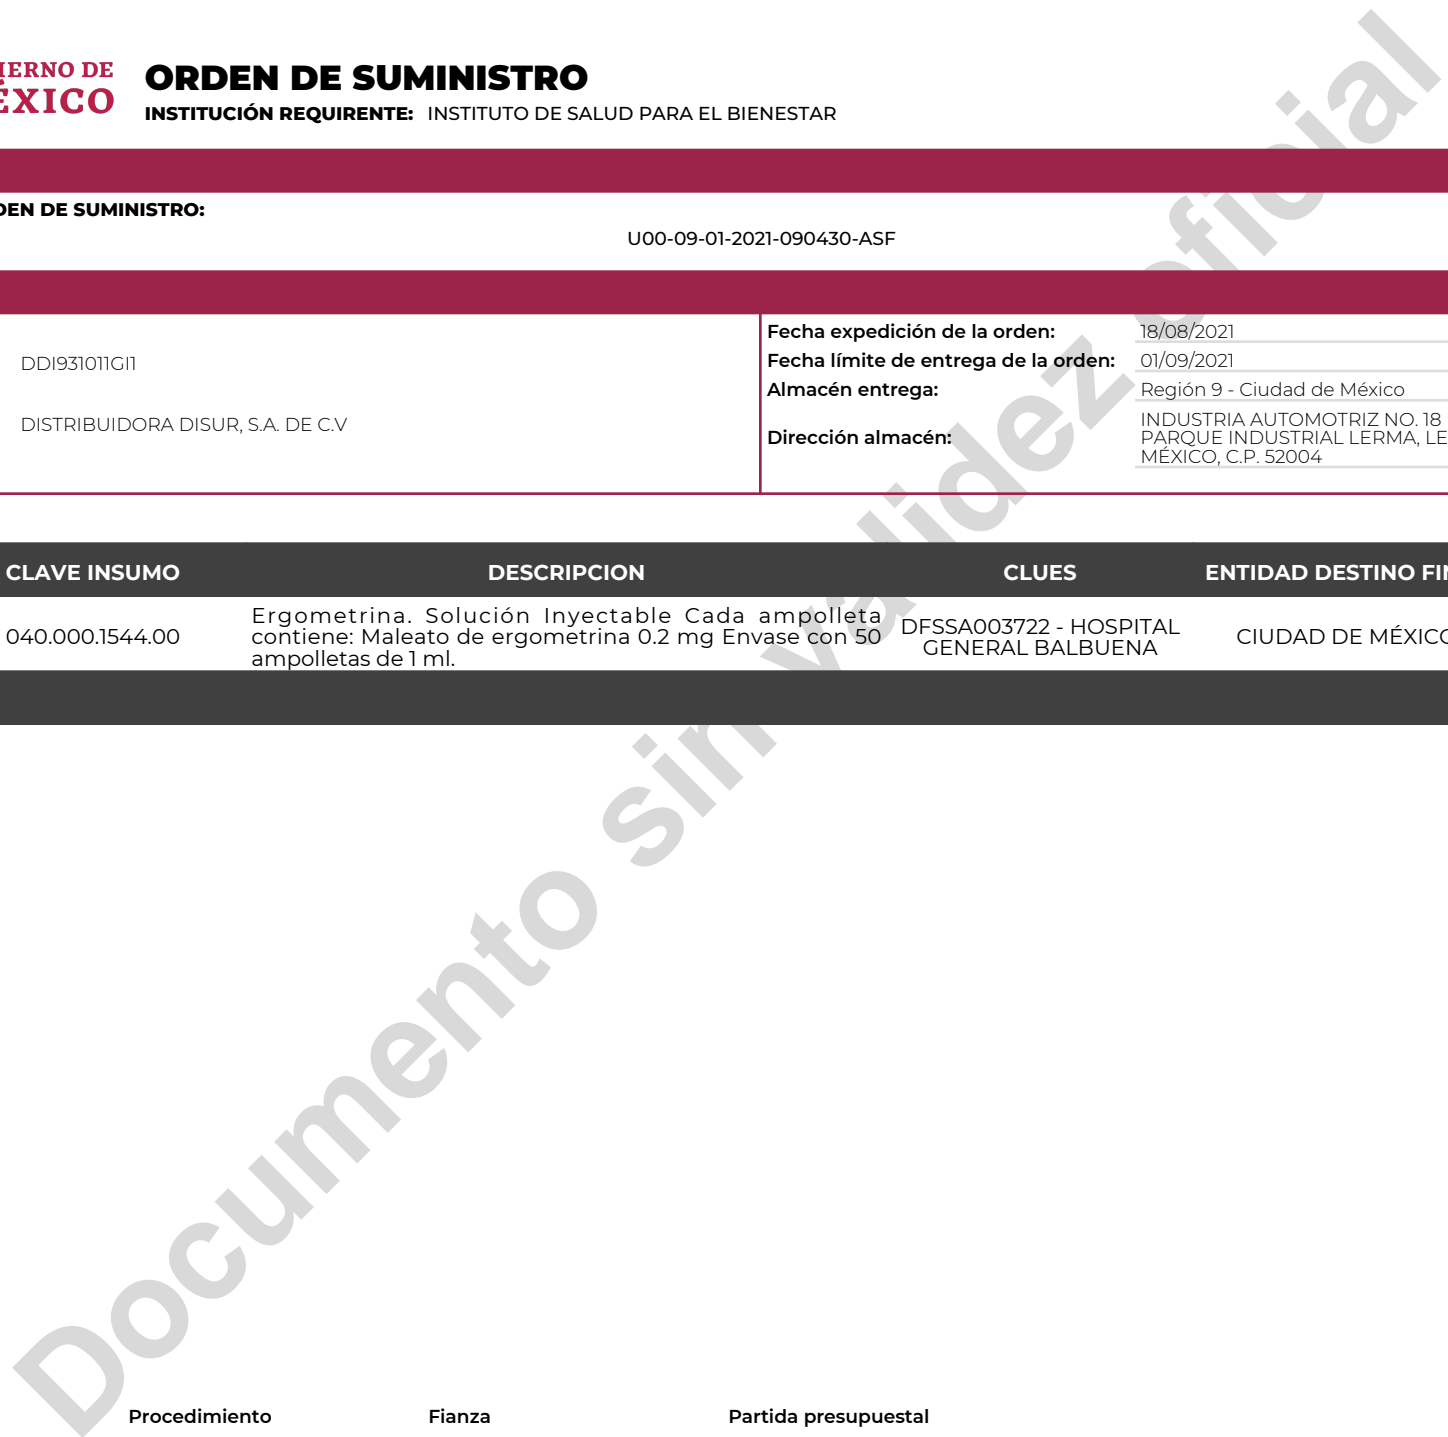 IERNO DE
ÉXICO
ORDEN DE SUMINISTRO
INSTITUCIÓN REQUIRENTE: INSTITUTO DE SALUD PARA EL BIENESTAR
DEN DE SUMINISTRO:
U00-09-01-2021-090430-ASF
DDI931011GI1
DISTRIBUIDORA DISUR, S.A. DE C.V
Fecha expedición de la orden: 18/08/2021
Fecha límite de entrega de la orden: 01/09/2021
Almacén entrega: Región 9 - Ciudad de México
Dirección almacén:
INDUSTRIA AUTOMOTRIZ NO. 18
PARQUE INDUSTRIAL LERMA, LE
MÉXICO, C.P. 52004
CLAVE INSUMO DESCRIPCION CLUES ENTIDAD DESTINO FIN
040.000.1544.00
Ergometrina. Solución Inyectable Cada ampolleta
contiene: Maleato de ergometrina 0.2 mg Envase con 50
ampolletas de 1 ml.
DFSSA003722 - HOSPITAL
GENERAL BALBUENA
CIUDAD DE MÉXICO
Documento sin validez oficial
Procedimiento Fianza Partida presupuestal